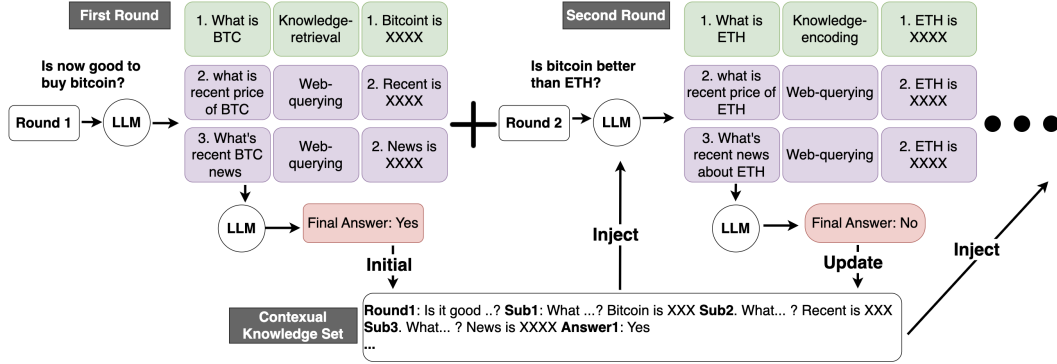 First Round
Is now good to
buy bitcoin?
Round 1
LLM
1. What is
BTC
Knowledge-
retrieval
1. Bitcoint is
XXXX
2. what is
recent price
of BTC
Web-
querying
2. Recent is
XXXX
3. What's
recent BTC
news
Web-
querying
2. News is
XXXX
LLM
Final Answer: Yes
Initial
Second Round
Is bitcoin better
than ETH?
Round 2
LLM
1. What is
ETH
Knowledge-
encoding
1. ETH is
XXXX
2. what is
recent price of
ETH
Web-querying
2. ETH is
XXXX
3. What's
recent news
about ETH
Web-querying
2. ETH is
XXXX
LLM
Final Answer: No
Inject
Update
Inject
Contexual
Knowledge Set
Round1: Is it good ..? Sub1: What ...? Bitcoin is XXX Sub2. What... ? Recent is XXX
Sub3. What... ? News is XXXX Answer1: Yes
...